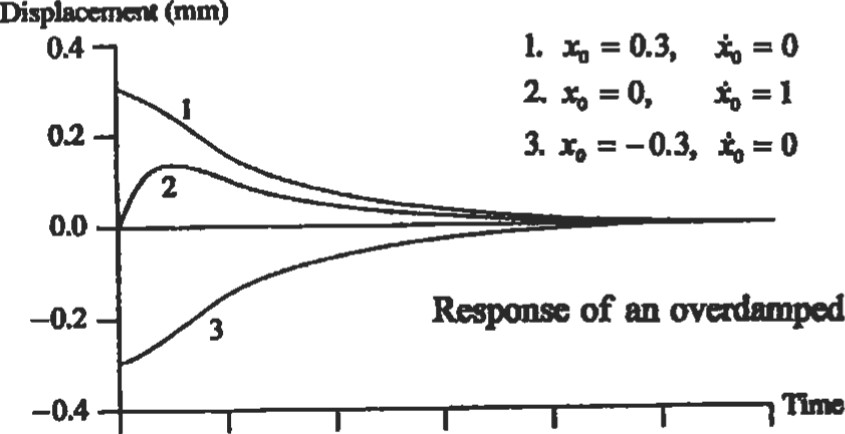 Displacement (mm)
0.4
0.2
0.0
−0.2
−0.4
1
2
3
1. x₀ = 0.3, ẋ₀ = 0
2. x₀ = 0, ẋ₀ = 1
3. x₀ = −0.3, ẋ₀ = 0
Response of an overdamped
Time